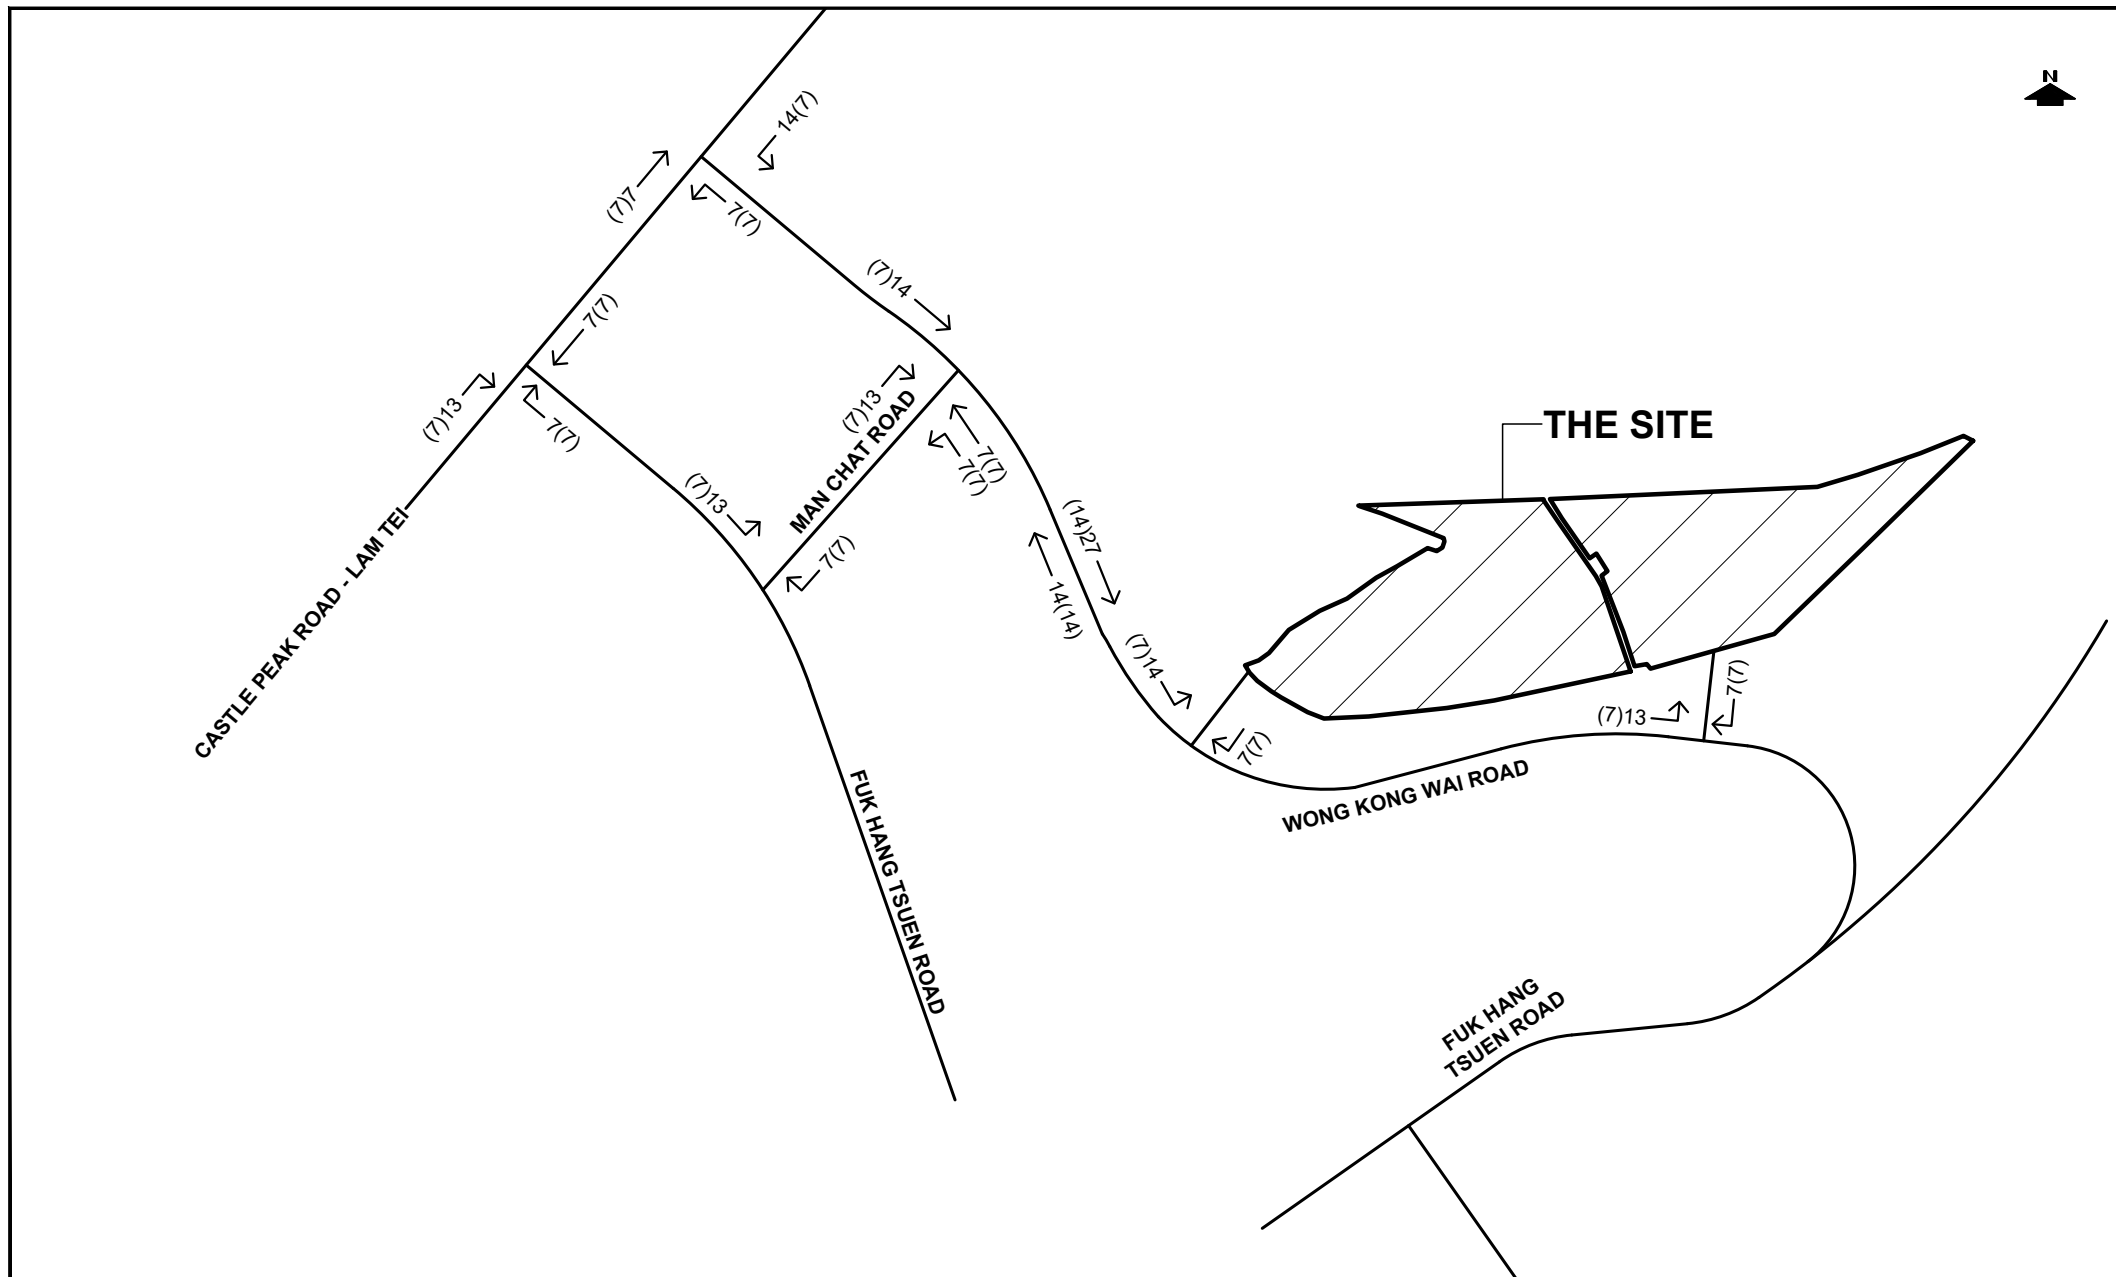 N
14(7)
(7)7
7(7)
(7)14
7(7)
(7)13
7(7)
(7)13
MAN CHAT ROAD
7(7)
7(7)
THE SITE
(7)13
7(7)
(14)27
14(14)
CASTLE PEAK ROAD - LAM TEI
(7)14
7(7)
(7)13
7(7)
WONG KONG WAI ROAD
FUK HANG TSUEN ROAD
FUK HANG
TSUEN ROAD